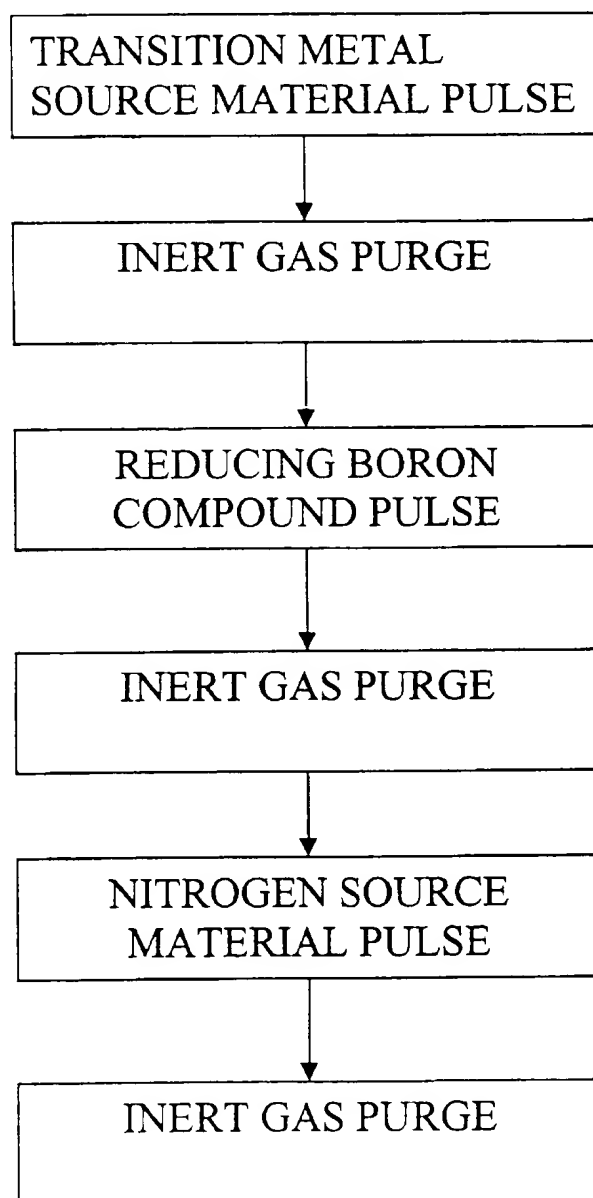 TRANSITION METAL
SOURCE MATERIAL PULSE
INERT GAS PURGE
REDUCING BORON
COMPOUND PULSE
INERT GAS PURGE
NITROGEN SOURCE
MATERIAL PULSE
INERT GAS PURGE